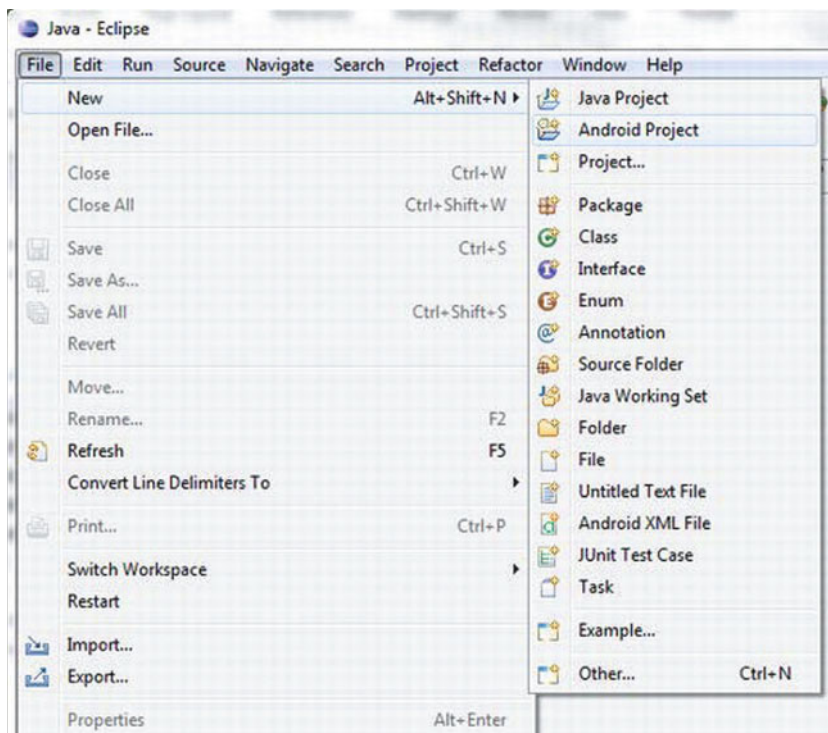 Java - Eclipse
File Edit Run Source Navigate Search Project Refactor Window Help
New Alt+Shift+N
Open File...
Close Ctrl+W
Close All Ctrl+Shift+W
Save Ctrl+S
Save As...
Save All Ctrl+Shift+S
Revert
Move...
Rename... F2
Refresh F5
Convert Line Delimiters To
Print... Ctrl+P
Switch Workspace
Restart
Import...
Export...
Properties Alt+Enter
Java Project
Android Project
Project...
Package
Class
Interface
Enum
Annotation
Source Folder
Java Working Set
Folder
File
Untitled Text File
Android XML File
JUnit Test Case
Task
Example...
Other... Ctrl+N